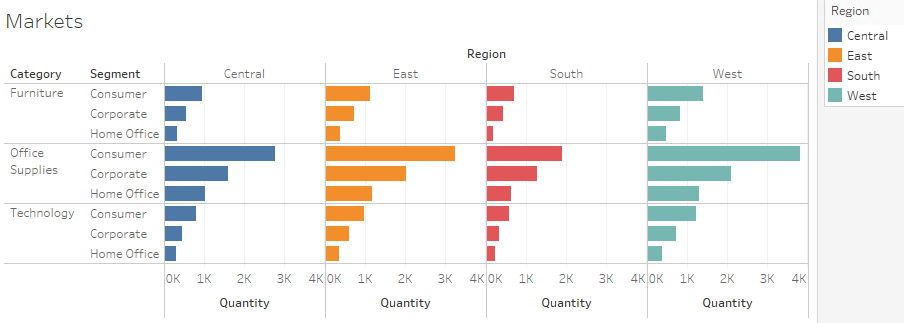 Markets
Region
Category Segment Central East South West
Furniture Consumer
Corporate
Home Office
Office Supplies Consumer
Corporate
Home Office
Technology Consumer
Corporate
Home Office
0K 1K 2K 3K 4K 0K 1K 2K 3K 4K 0K 1K 2K 3K 4K 0K 1K 2K 3K 4K
Quantity Quantity Quantity Quantity
Region
Central
East
South
West